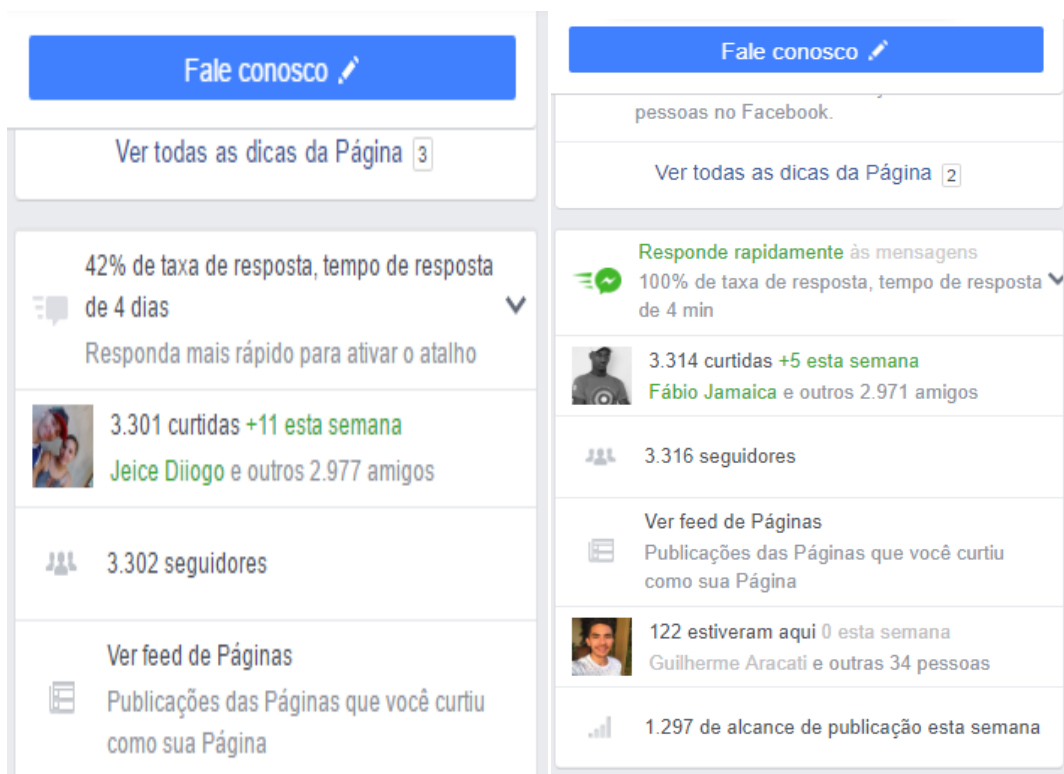 Fale conosco
Ver todas as dicas da Página 3
42% de taxa de resposta, tempo de resposta
de 4 dias
Responda mais rápido para ativar o atalho
3.301 curtidas +11 esta semana
Jeice Diiogo e outros 2.977 amigos
3.302 seguidores
Ver feed de Páginas
Publicações das Páginas que você curtiu
como sua Página
Fale conosco
pessoas no Facebook.
Ver todas as dicas da Página 2
Responde rapidamente às mensagens
100% de taxa de resposta, tempo de resposta
de 4 min
3.314 curtidas +5 esta semana
Fábio Jamaica e outros 2.971 amigos
3.316 seguidores
Ver feed de Páginas
Publicações das Páginas que você curtiu
como sua Página
122 estiveram aqui 0 esta semana
Guilherme Aracati e outras 34 pessoas
1.297 de alcance de publicação esta semana